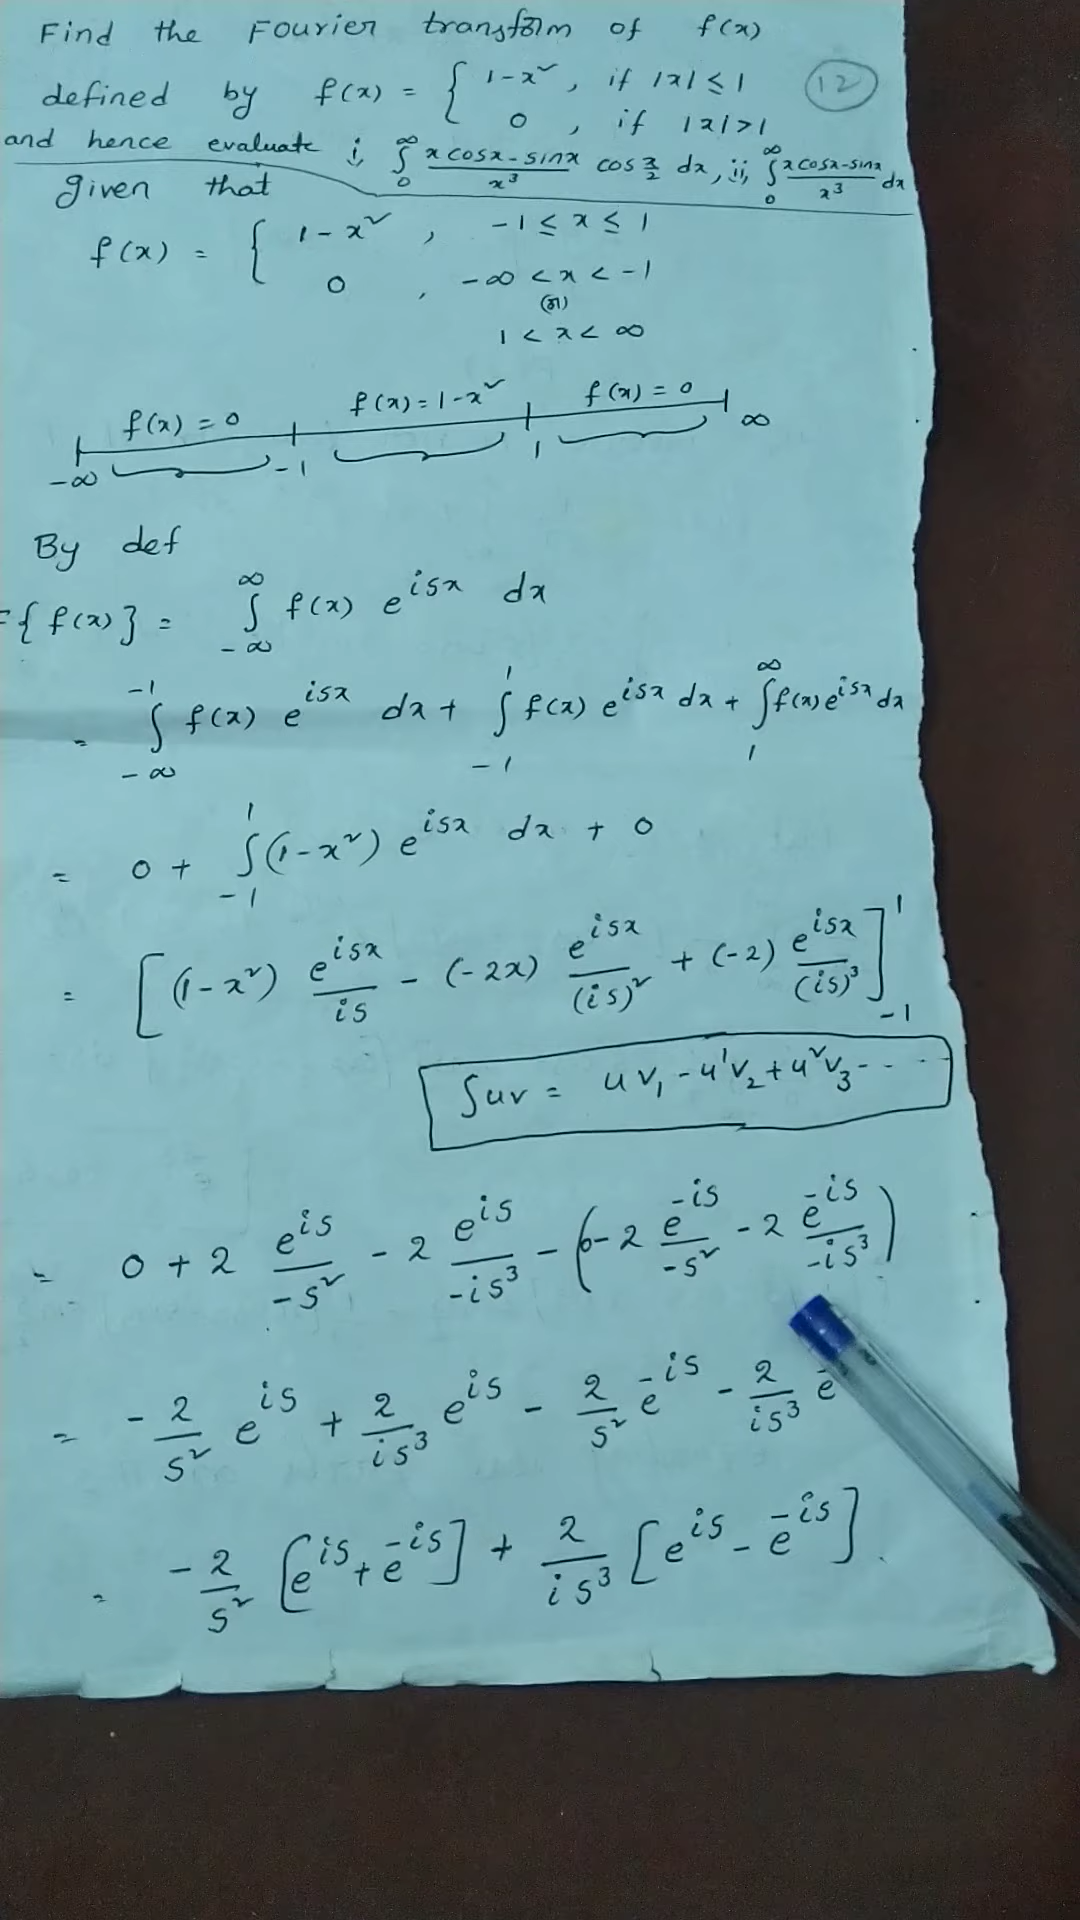 Find the Fourier transform of f(x)
defined by f(x) = { 1-x², if |x| ≤ 1
0, if |x|>1
(12)
and hence evaluate i, ∫₀^∞ (x cosx - sinx)/x³ cos x/2 dx, ii, ∫₀^∞ (x cosx-sinx)/x³ dx
given that
f(x) = { 1-x², -1 ≤ x ≤ 1
0, -∞ < x < -1
(or)
1 < x < ∞
f(x) = 0 f(x) = 1-x² f(x) = 0
-∞ -1 1 ∞
By def
F{f(x)} = ∫_{-∞}^{∞} f(x) e^{isx} dx
= ∫_{-∞}^{-1} f(x) e^{isx} dx + ∫_{-1}^{1} f(x) e^{isx} dx + ∫_{1}^{∞} f(x) e^{isx} dx
= 0 + ∫_{-1}^{1} (1-x²) e^{isx} dx + 0
= [ (1-x²) e^{isx}/is - (-2x) e^{isx}/(is)² + (-2) e^{isx}/(is)³ ]_{-1}^{1}
∫uv = uv₁ - u'v₂ + u"v₃ - - - -
= 0 + 2 e^{is}/-s² - 2 e^{is}/-is³ - (0-2 e^{-is}/-s² - 2 e^{-is}/-is³)
= -2/s² e^{is} + 2/is³ e^{is} - 2/s² e^{-is} - 2/is³ e
= -2/s² [e^{is} + e^{-is}] + 2/is³ [e^{is} - e^{-is}]